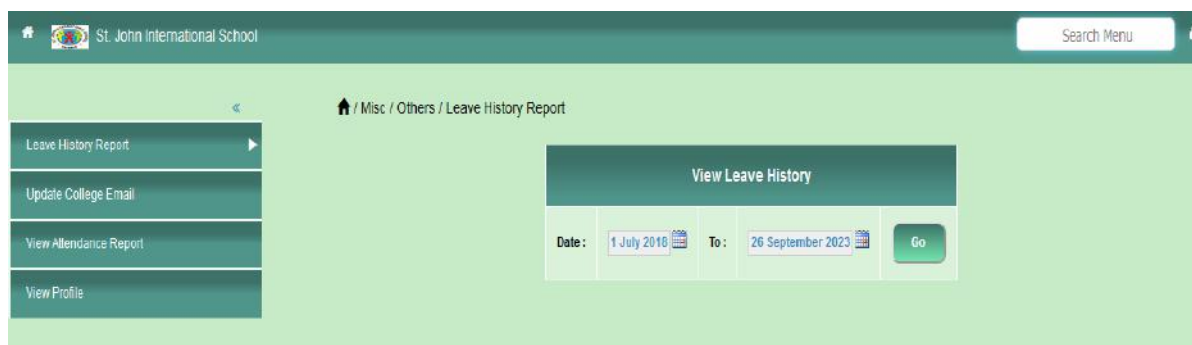 St. John International School
Search Menu
«
/ Misc / Others / Leave History Report
Leave History Report
Update College Email
View Attendance Report
View Profile
View Leave History
Date : 1 July 2018 To : 26 September 2023 Go